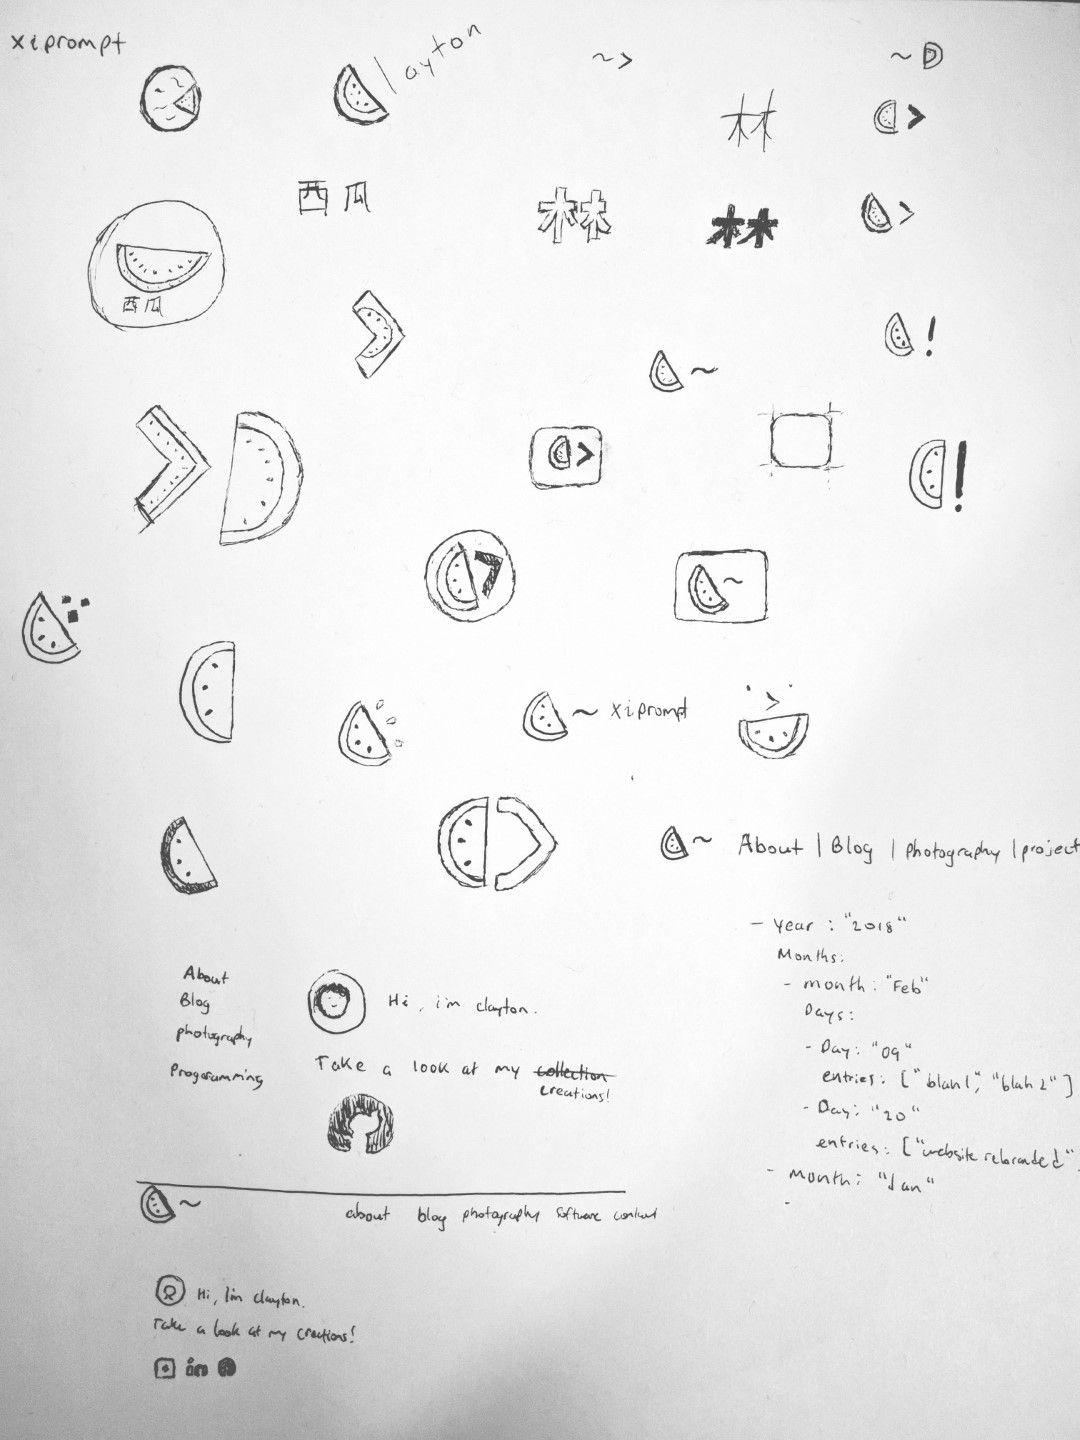 xiprompt
layton
~>
~
林
>
西瓜
林
林
>
西瓜
!
~
>
!
~
~ xiprompt
>
~ About | Blog | photography | project
- year : "2018"
Months:
- month : "Feb"
Days:
- Day: "09"
entries: ["blah1", "blah2"]
- Day: "20"
entries: ["website rebranded"
- month: "Jan"
-
About
Blog
photography
Programming
Hi, i'm clayton.
Take a look at my collection
creations!
~ about blog photography software contact
Hi, I'm clayton.
Take a look at my creations!
in